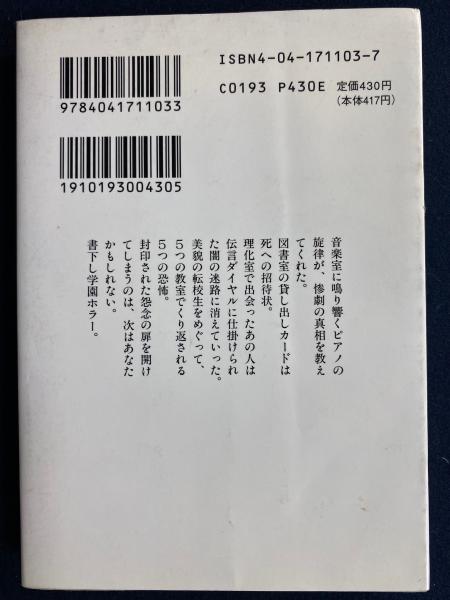 ISBN4-04-171103-7
C0193 P430E 定価430円
(本体417円)
9784041711033
1910193004305
音楽室に鳴り響くピアノの
旋律が、惨劇の真相を教え
てくれた。
図書室の貸し出しカードは
死への招待状。
理化室で出会ったあの人は
伝言ダイヤルに仕掛けられ
た闇の迷路に消えていった。
美貌の転校生をめぐって、
5つの教室でくり返される
5つの恐怖。
封印された怨念の扉を開け
てしまうのは、次はあなた
かもしれない。
書下し学園ホラー。